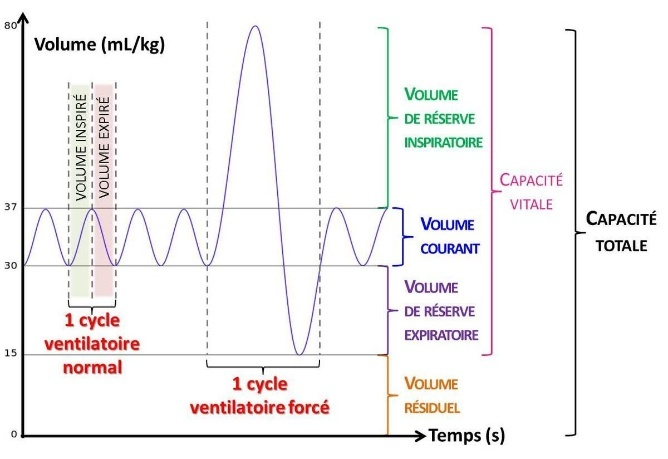 80
Volume (mL/kg)
VOLUME INSPIRÉ
VOLUME EXPIRÉ
VOLUME
DE RÉSERVE
INSPIRATOIRE
CAPACITÉ
VITALE
37
VOLUME
COURANT
CAPACITÉ
TOTALE
30
VOLUME
DE RÉSERVE
EXPIRATOIRE
1 cycle
ventilatoire
normal
15
1 cycle
ventilatoire forcé
VOLUME
RÉSIDUEL
0
Temps (s)